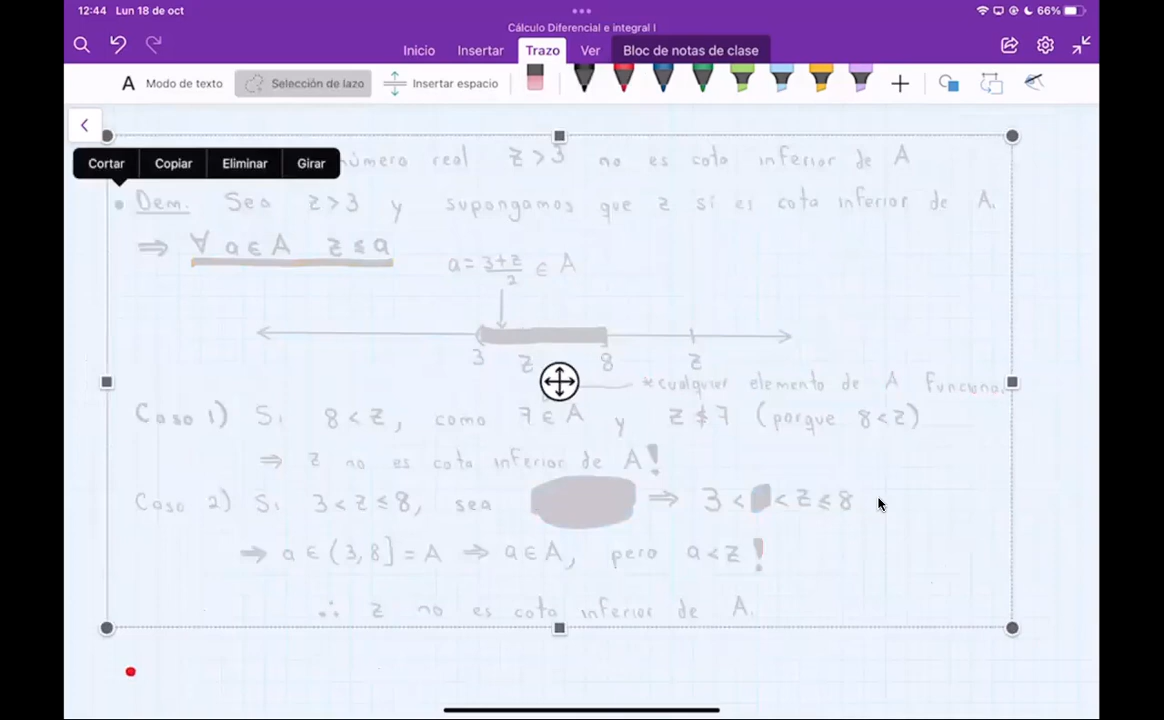 12:44 Lun 18 de oct
66%
Cálculo Diferencial e integral I
Inicio Insertar Trazo Ver Bloc de notas de clase
A Modo de texto Selección de lazo Insertar espacio
Cortar Copiar Eliminar Girar
número real z > 3 no es cota inferior de A
• Dem. Sea z > 3 y supongamos que z sí es cota inferior de A.
⇒ ∀ a ∈ A z ≤ a
a = (3+z)/2 ∈ A
3 z 8 z
*cualquier elemento de A funciona
Caso 1) Si 8 < z, como 7 ∈ A y z ≰ 7 (porque 8 < z)
⇒ z no es cota inferior de A !
Caso 2) Si 3 < z ≤ 8, sea ⇒ 3 < < z ≤ 8
⇒ a ∈ (3, 8] = A ⇒ a ∈ A, pero a < z !
∴ z no es cota inferior de A.